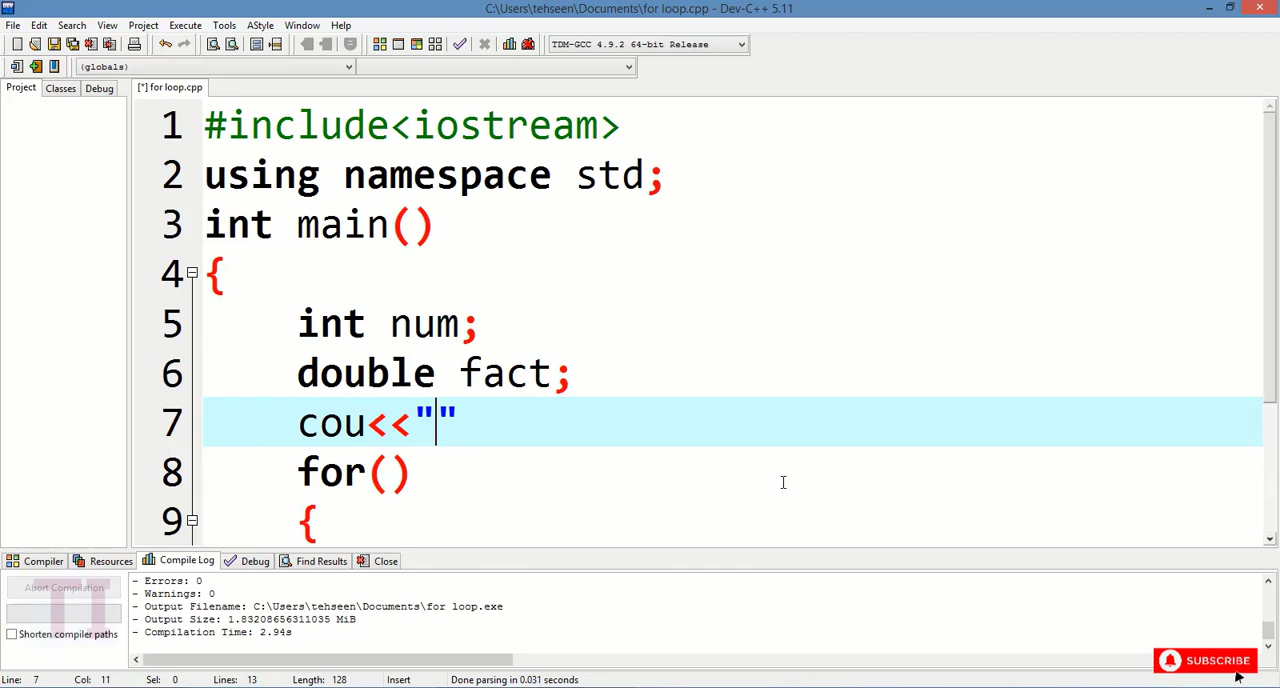 C:\Users\tehseen\Documents\for loop.cpp - Dev-C++ 5.11
File Edit Search View Project Execute Tools AStyle Window Help
TDM-GCC 4.9.2 64-bit Release
(globals)
Project Classes Debug [*] for loop.cpp
1 #include<iostream>
2 using namespace std;
3 int main()
4 {
5 int num;
6 double fact;
7 cou<<""
8 for()
9 {
Compiler Resources Compile Log Debug Find Results Close
Abort Compilation
TI
Shorten compiler paths
- Errors: 0
- Warnings: 0
- Output Filename: C:\Users\tehseen\Documents\for loop.exe
- Output Size: 1.83208656311035 MiB
- Compilation Time: 2.94s
SUBSCRIBE
Line: 7 Col: 11 Sel: 0 Lines: 13 Length: 128 Insert Done parsing in 0.031 seconds